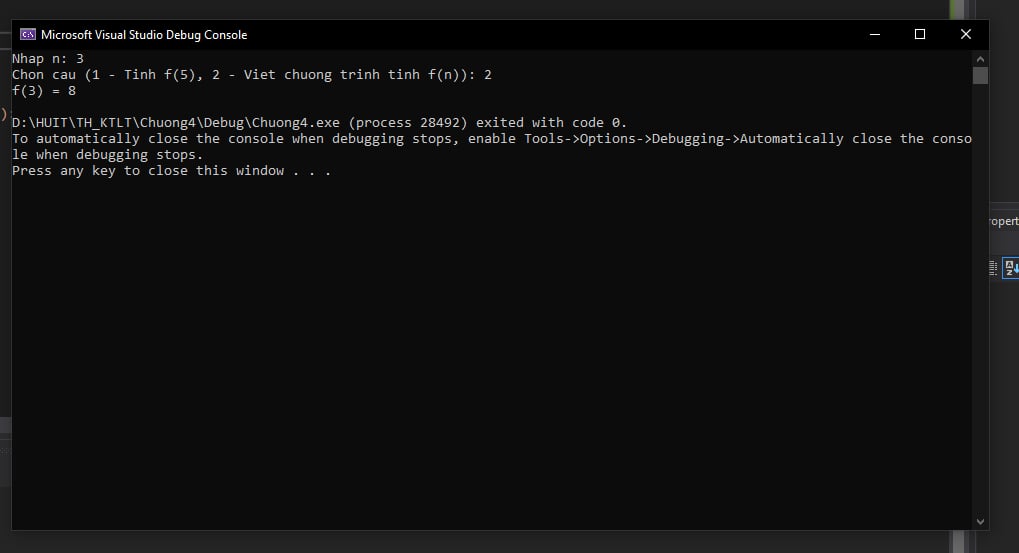 Microsoft Visual Studio Debug Console
Nhap n: 3
Chon cau (1 - Tinh f(5), 2 - Viet chuong trinh tinh f(n)): 2
f(3) = 8
D:\HUIT\TH_KTLT\Chuong4\Debug\Chuong4.exe (process 28492) exited with code 0.
To automatically close the console when debugging stops, enable Tools->Options->Debugging->Automatically close the conso
le when debugging stops.
Press any key to close this window . . .
ropert